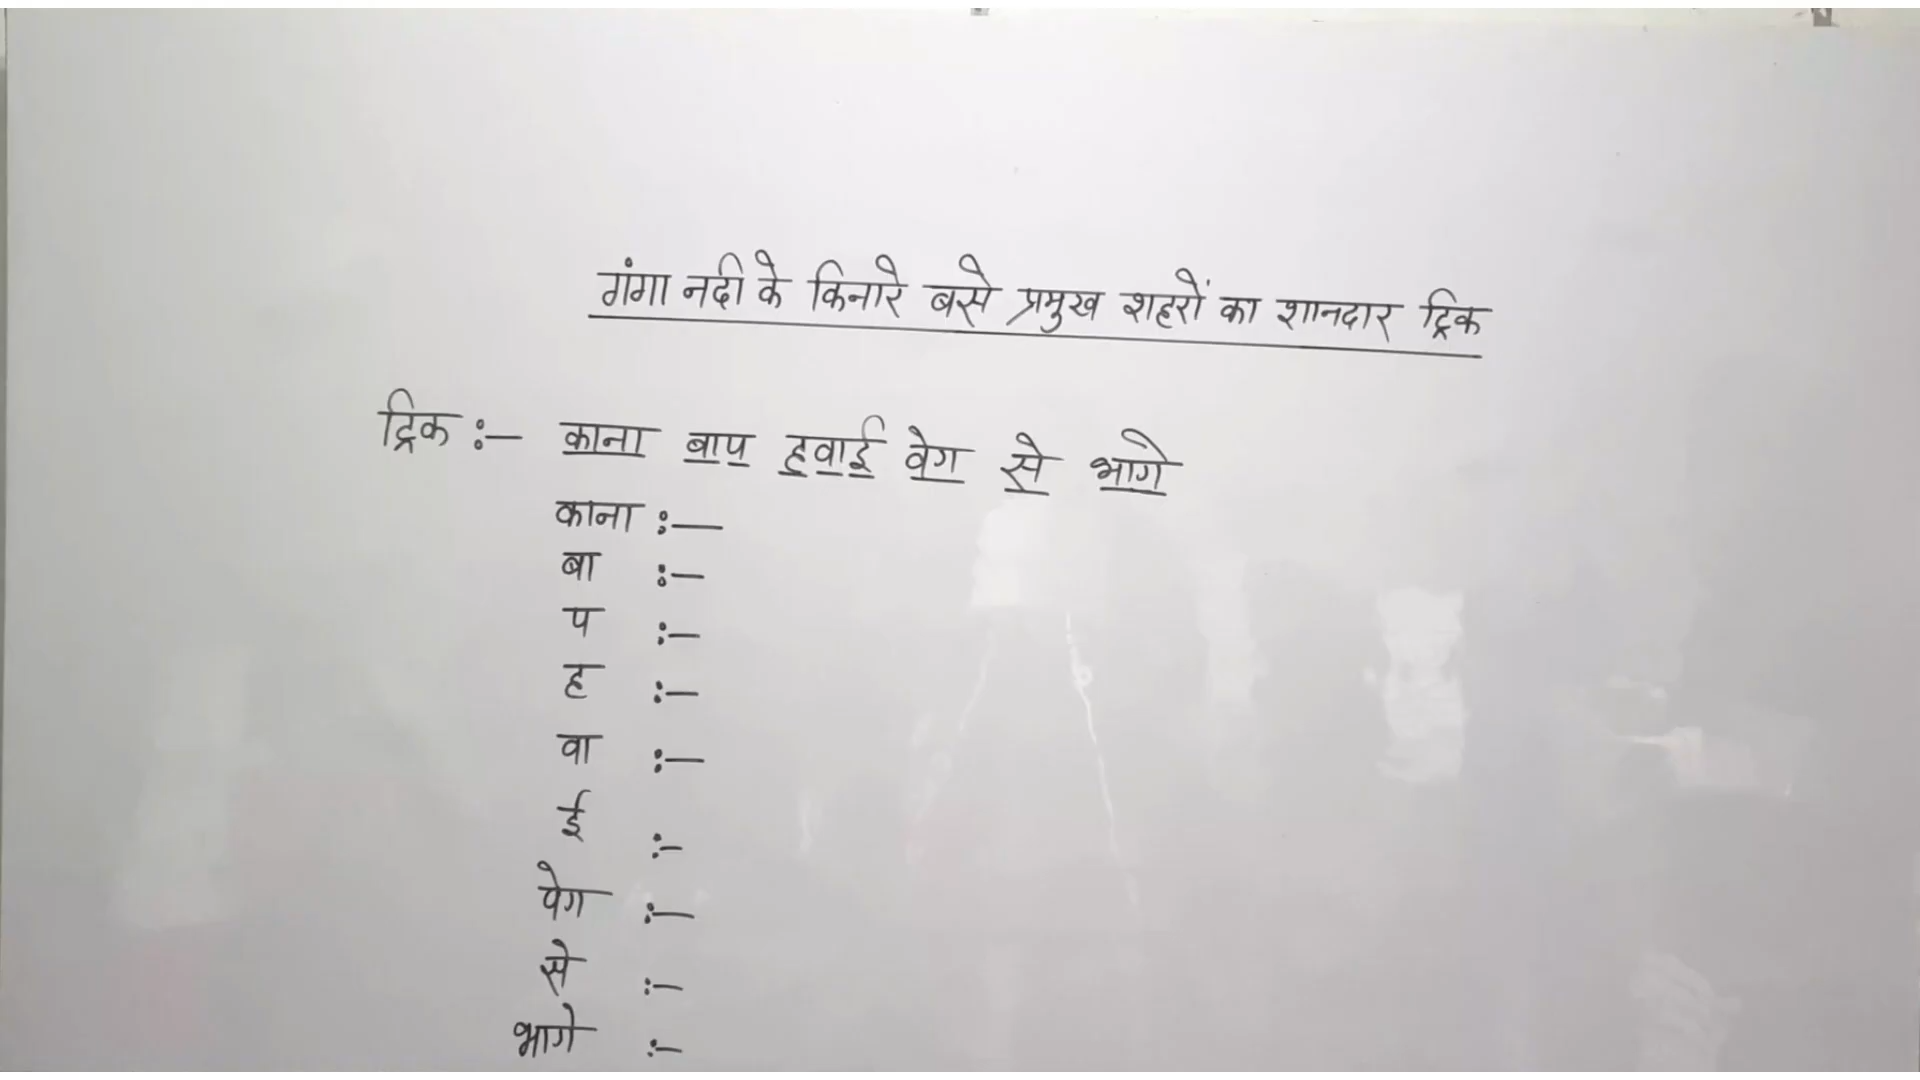 गंगा नदी के किनारे बसे प्रमुख शहरों का शानदार ट्रिक
ट्रिक :- काना बाप हवाई वेग से भागे
काना :-
बा :-
प :-
ह :-
वा :-
ई :-
पेग :-
से :-
भागे :-